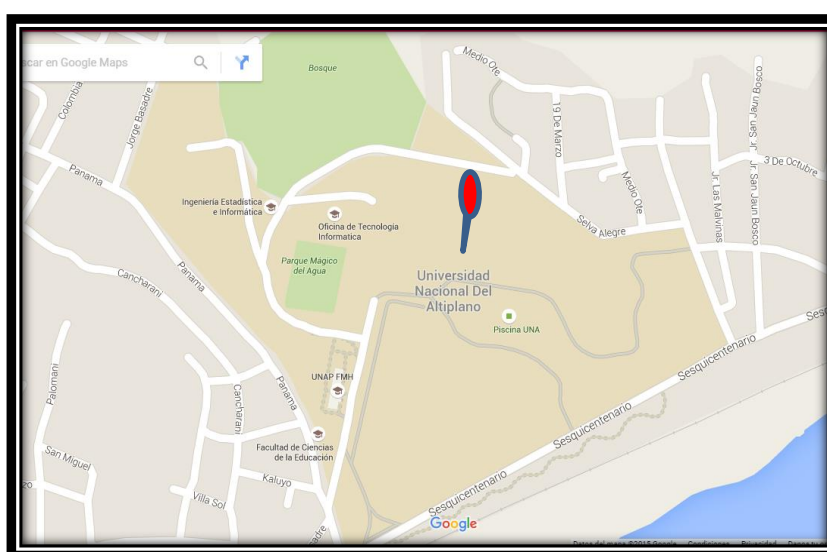 scar en Google Maps
Bosque
Medio Ote
Colombia
Jorge Basadre
19 De Marzo
Jr. San Jaun Bosco
3 De Octubre
Panama
Ingeniería Estadística
e Informática
Oficina de Tecnologia
Informatica
Medio Ote
Jr. Las Malvinas
Jr. San Jaun Bosco
Selva Alegre
Parque Magico
del Agua
Cancharani
Panama
Universidad
Nacional Del
Altiplano
Piscina UNA
Sesquicentenario
UNAP FMH
Palomani
Cancharani
Panama
Sesquicentenario
Facultad de Ciencias
de la Educación
San Miguel
Kaluyo
Villa Sol
Sesquicentenario
Google